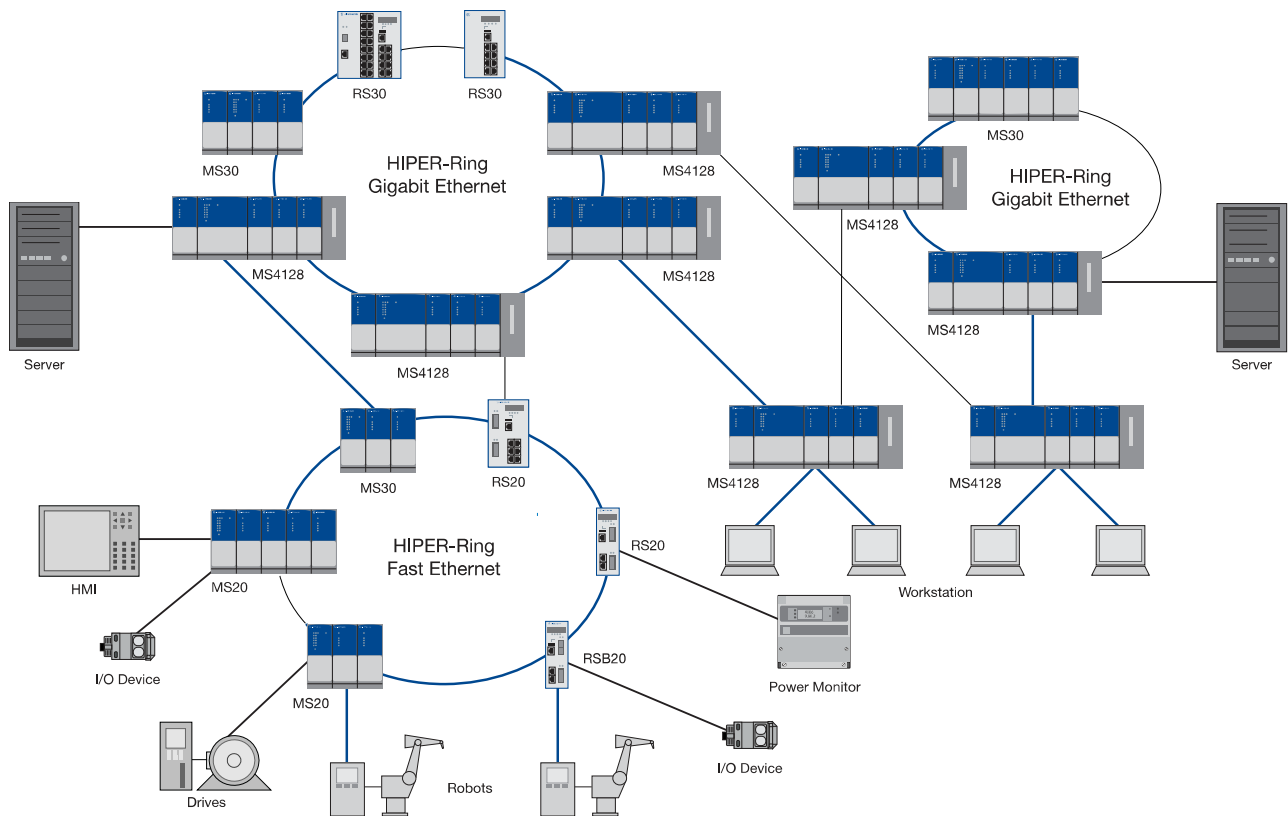 RS30
RS30
MS30
HIPER-Ring
Gigabit Ethernet
MS4128
MS30
MS4128
HIPER-Ring
Gigabit Ethernet
MS4128
MS4128
MS4128
MS4128
Server
Server
MS30
RS20
MS4128
MS4128
HMI
MS20
HIPER-Ring
Fast Ethernet
RS20
Workstation
I/O Device
MS20
RSB20
Power Monitor
Drives
Robots
I/O Device